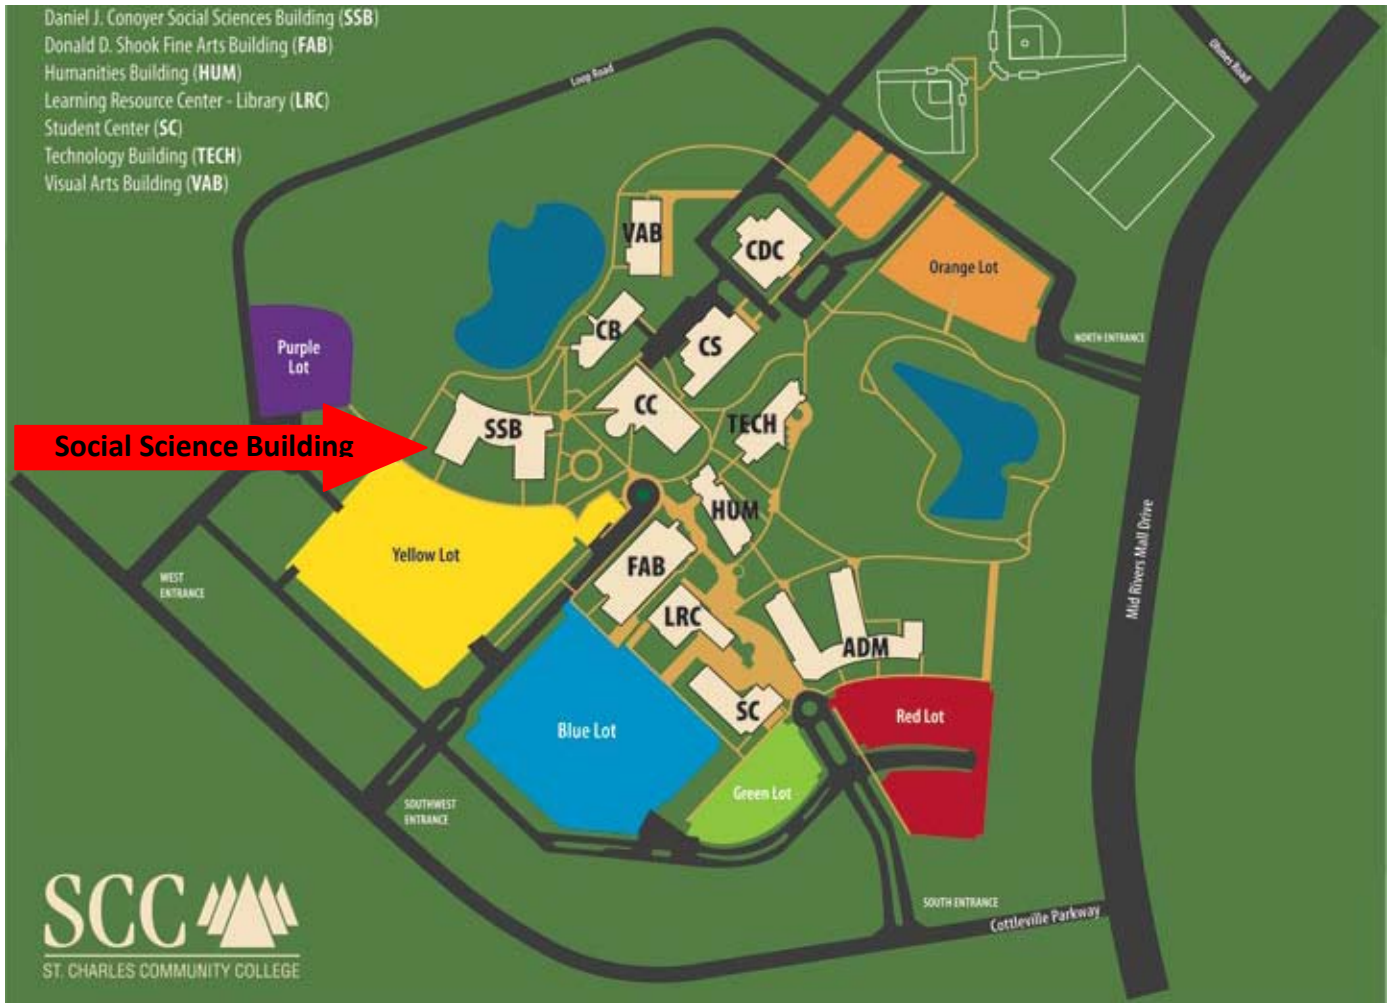 Daniel J. Conoyer Social Sciences Building (SSB)
Donald D. Shook Fine Arts Building (FAB)
Humanities Building (HUM)
Learning Resource Center - Library (LRC)
Student Center (SC)
Technology Building (TECH)
Visual Arts Building (VAB)
Loop Road
Ohmes Road
VAB
CDC
Orange Lot
CB
CS
NORTH ENTRANCE
Purple
Lot
CC
TECH
SSB
Social Science Building
HUM
Yellow Lot
FAB
Mid Rivers Mall Drive
WEST
ENTRANCE
LRC
ADM
SC
Red Lot
Blue Lot
Green Lot
SOUTHWEST
ENTRANCE
SOUTH ENTRANCE
Cottleville Parkway
SCC
ST. CHARLES COMMUNITY COLLEGE